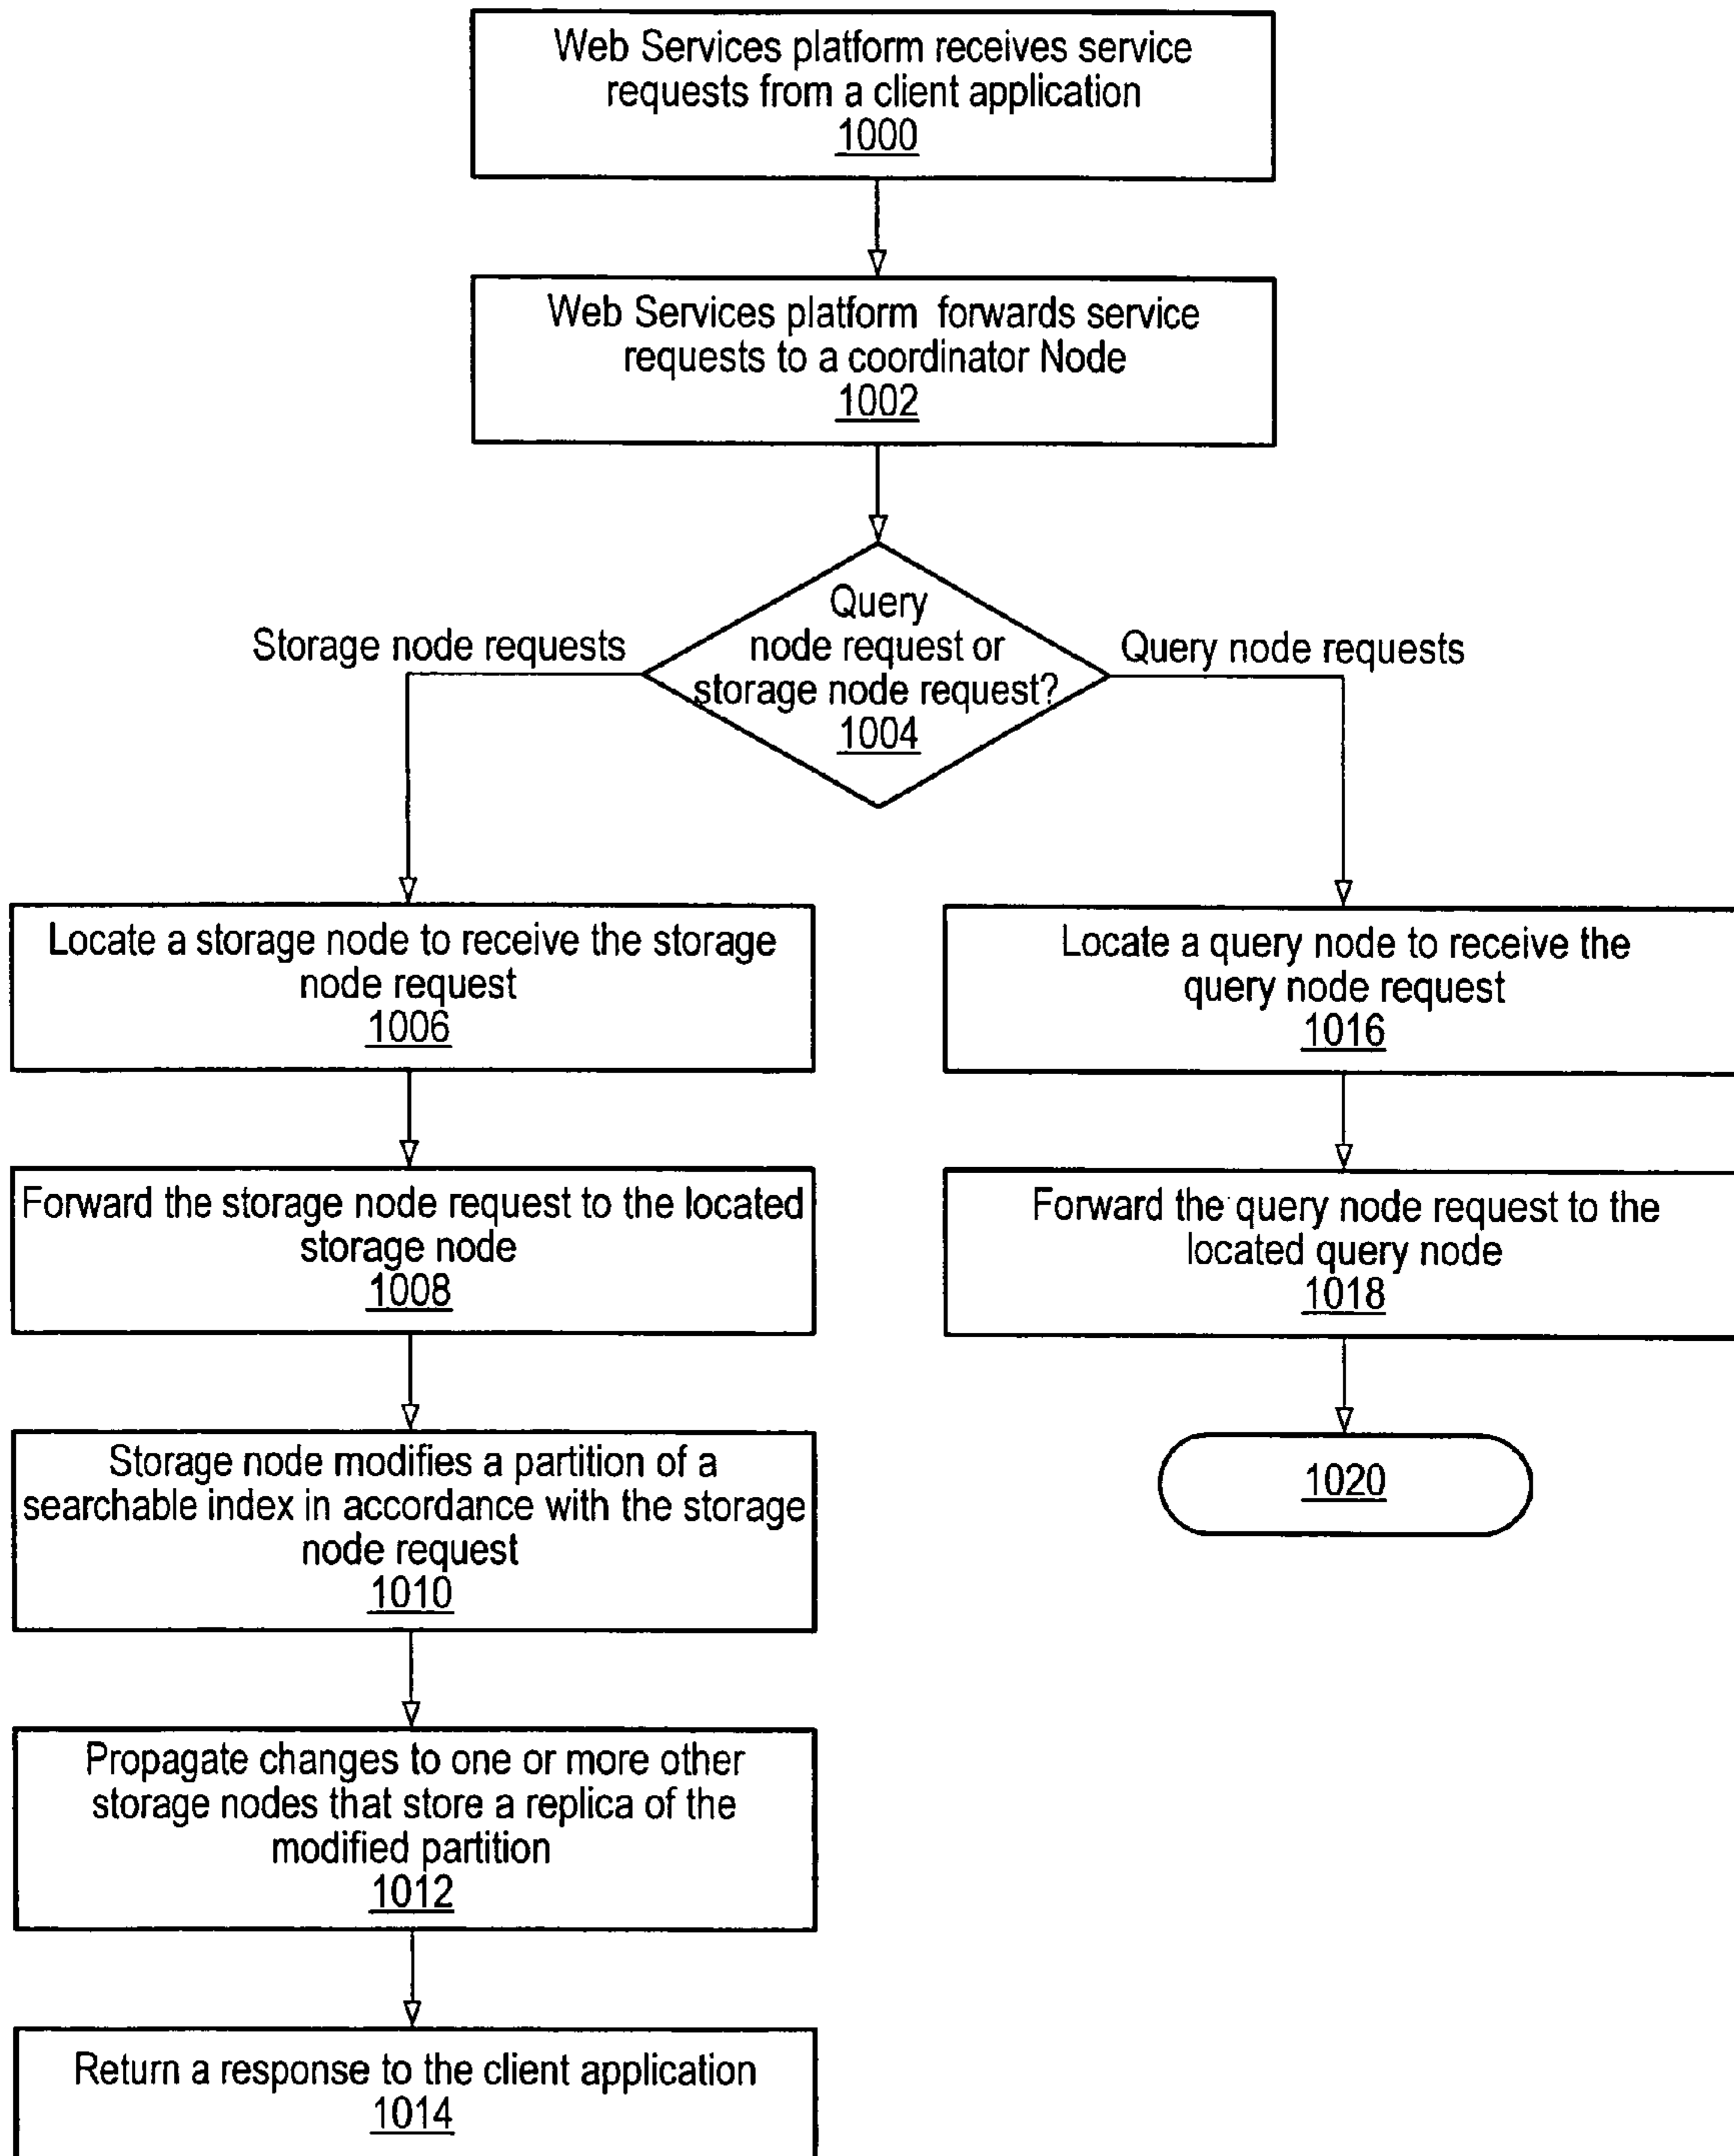 Web Services platform receives service
requests from a client application
1000
Web Services platform forwards service
requests to a coordinator Node
1002
Query
node request or
storage node request?
1004
Storage node requests
Query node requests
Locate a storage node to receive the storage
node request
1006
Forward the storage node request to the located
storage node
1008
Storage node modifies a partition of a
searchable index in accordance with the storage
node request
1010
Propagate changes to one or more other
storage nodes that store a replica of the
modified partition
1012
Return a response to the client application
1014
Locate a query node to receive the
query node request
1016
Forward the query node request to the
located query node
1018
1020